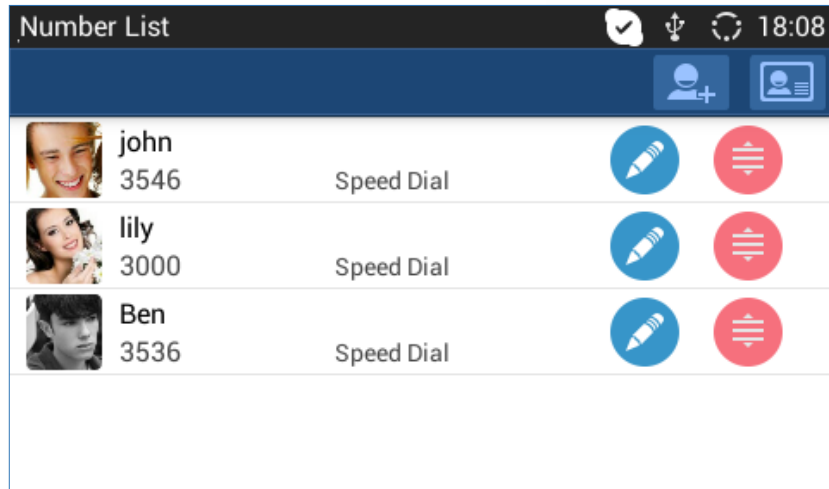 Number List 18:08
john
3546 Speed Dial
lily
3000 Speed Dial
Ben
3536 Speed Dial